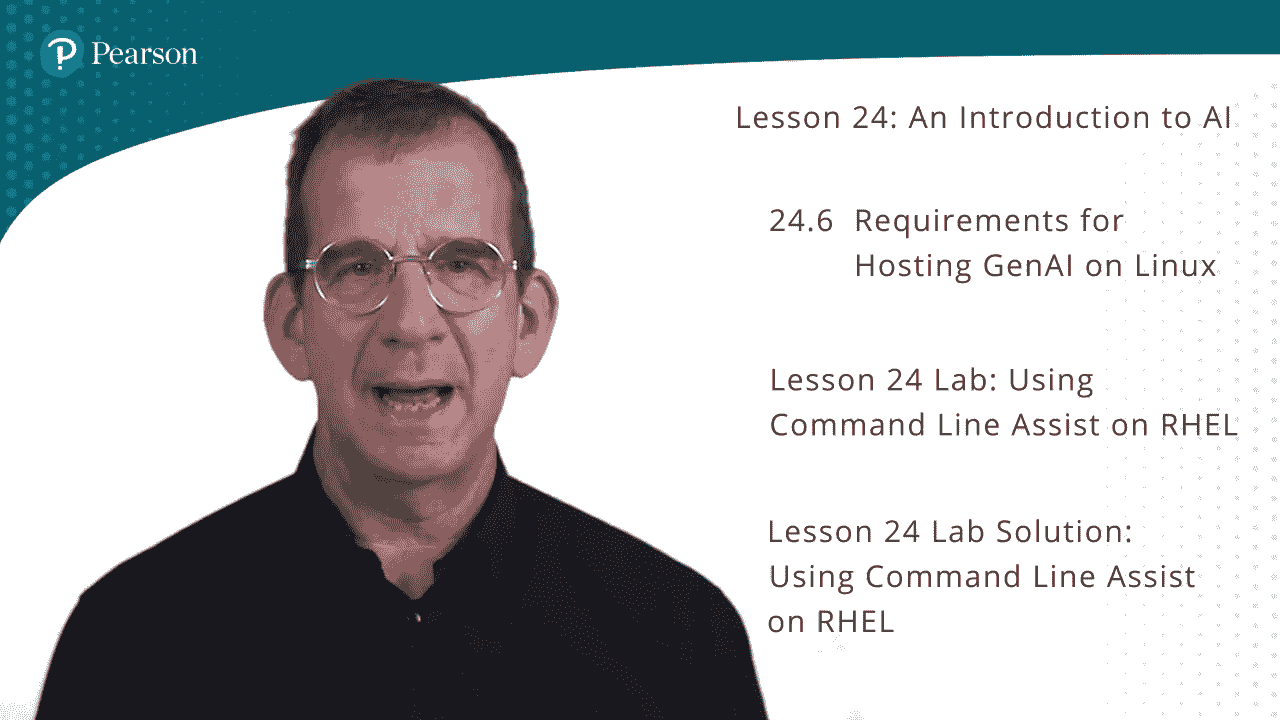 Pearson
Lesson 24: An Introduction to AI
24.6 Requirements for
Hosting GenAI on Linux
Lesson 24 Lab: Using
Command Line Assist on RHEL
Lesson 24 Lab Solution:
Using Command Line Assist
on RHEL